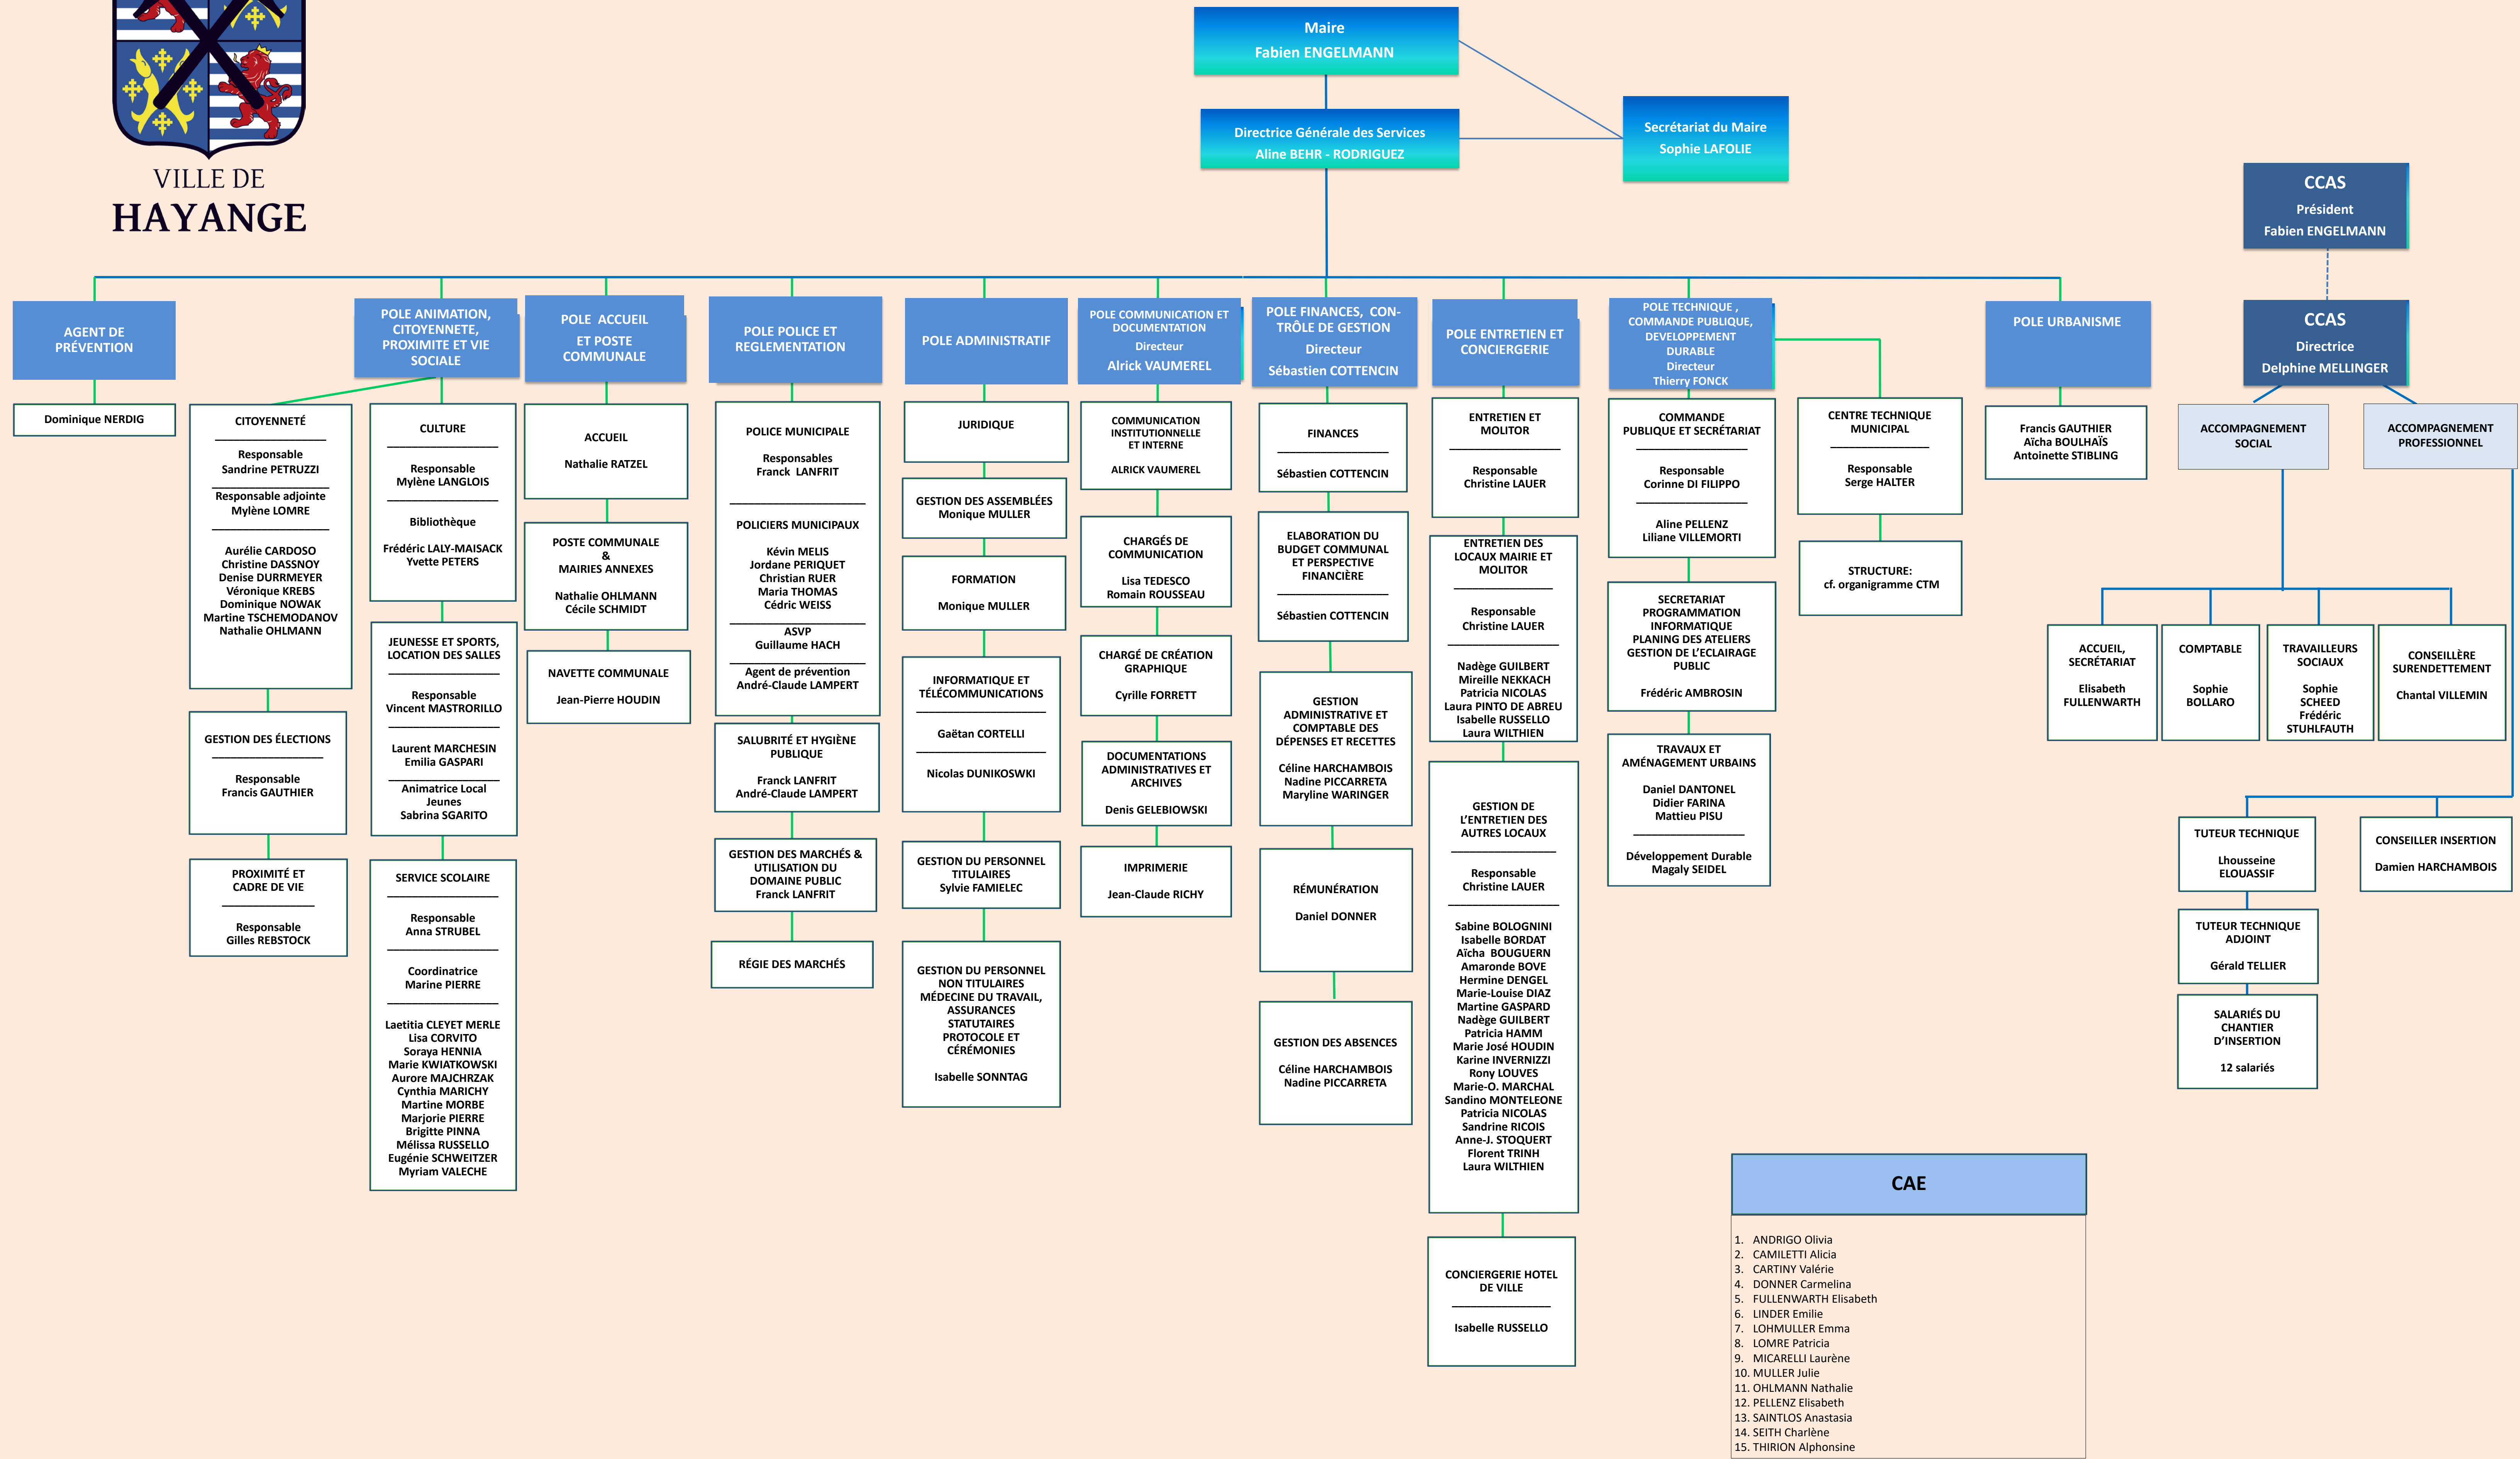 VILLE DE
HAYANGE
Maire
Fabien ENGELMANN
Directrice Générale des Services
Aline BEHR - RODRIGUEZ
Secrétariat du Maire
Sophie LAFOLIE
CCAS
Président
Fabien ENGELMANN
AGENT DE
PRÉVENTION
Dominique NERDIG
POLE ANIMATION,
CITOYENNETE,
PROXIMITE ET VIE
SOCIALE
CITOYENNETÉ
Responsable
Sandrine PETRUZZI
Responsable adjointe
Mylène LOMRE
Aurélie CARDOSO
Christine DASSNOY
Denise DURRMEYER
Véronique KREBS
Dominique NOWAK
Martine TSCHEMODANOV
Nathalie OHLMANN
GESTION DES ÉLECTIONS
Responsable
Francis GAUTHIER
PROXIMITÉ ET
CADRE DE VIE
Responsable
Gilles REBSTOCK
CULTURE
Responsable
Mylène LANGLOIS
Bibliothèque
Frédéric LALY-MAISACK
Yvette PETERS
JEUNESSE ET SPORTS,
LOCATION DES SALLES
Responsable
Vincent MASTRORILLO
Laurent MARCHESIN
Emilia GASPARI
Animatrice Local
Jeunes
Sabrina SGARITO
SERVICE SCOLAIRE
Responsable
Anna STRUBEL
Coordinatrice
Marine PIERRE
Laetitia CLEYET MERLE
Lisa CORVITO
Soraya HENNIA
Marie KWIATKOWSKI
Aurore MAJCHRZAK
Cynthia MARICHY
Martine MORBE
Marjorie PIERRE
Brigitte PINNA
Mélissa RUSSELLO
Eugénie SCHWEITZER
Myriam VALECHE
POLE ACCUEIL
ET POSTE
COMMUNALE
ACCUEIL
Nathalie RATZEL
POSTE COMMUNALE
&
MAIRIES ANNEXES
Nathalie OHLMANN
Cécile SCHMIDT
NAVETTE COMMUNALE
Jean-Pierre HOUDIN
POLE POLICE ET
REGLEMENTATION
POLICE MUNICIPALE
Responsables
Franck LANFRIT
POLICIERS MUNICIPAUX
Kévin MELIS
Jordane PERIQUET
Christian RUER
Maria THOMAS
Cédric WEISS
ASVP
Guillaume HACH
Agent de prévention
André-Claude LAMPERT
SALUBRITÉ ET HYGIÈNE
PUBLIQUE
Franck LANFRIT
André-Claude LAMPERT
GESTION DES MARCHÉS &
UTILISATION DU
DOMAINE PUBLIC
Franck LANFRIT
RÉGIE DES MARCHÉS
POLE ADMINISTRATIF
JURIDIQUE
GESTION DES ASSEMBLÉES
Monique MULLER
FORMATION
Monique MULLER
INFORMATIQUE ET
TÉLÉCOMMUNICATIONS
Gaëtan CORTELLI
Nicolas DUNIKOSWKI
GESTION DU PERSONNEL
TITULAIRES
Sylvie FAMIELEC
GESTION DU PERSONNEL
NON TITULAIRES
MÉDECINE DU TRAVAIL,
ASSURANCES
STATUTAIRES
PROTOCOLE ET
CÉRÉMONIES
Isabelle SONNTAG
POLE COMMUNICATION ET
DOCUMENTATION
Directeur
Alrick VAUMEREL
COMMUNICATION
INSTITUTIONNELLE
ET INTERNE
ALRICK VAUMEREL
CHARGÉS DE
COMMUNICATION
Lisa TEDESCO
Romain ROUSSEAU
CHARGÉ DE CRÉATION
GRAPHIQUE
Cyrille FORRETT
DOCUMENTATIONS
ADMINISTRATIVES ET
ARCHIVES
Denis GELEBIOWSKI
IMPRIMERIE
Jean-Claude RICHY
POLE FINANCES, CON-
TRÔLE DE GESTION
Directeur
Sébastien COTTENCIN
FINANCES
Sébastien COTTENCIN
ELABORATION DU
BUDGET COMMUNAL
ET PERSPECTIVE
FINANCIÈRE
Sébastien COTTENCIN
GESTION
ADMINISTRATIVE ET
COMPTABLE DES
DÉPENSES ET RECETTES
Céline HARCHAMBOIS
Nadine PICCARRETA
Maryline WARINGER
RÉMUNÉRATION
Daniel DONNER
GESTION DES ABSENCES
Céline HARCHAMBOIS
Nadine PICCARRETA
POLE ENTRETIEN ET
CONCIERGERIE
ENTRETIEN ET
MOLITOR
Responsable
Christine LAUER
ENTRETIEN DES
LOCAUX MAIRIE ET
MOLITOR
Responsable
Christine LAUER
Nadège GUILBERT
Mireille NEKKACH
Patricia NICOLAS
Laura PINTO DE ABREU
Isabelle RUSSELLO
Laura WILTHIEN
GESTION DE
L'ENTRETIEN DES
AUTRES LOCAUX
Responsable
Christine LAUER
Sabine BOLOGNINI
Isabelle BORDAT
Aïcha BOUGUERN
Amaronde BOVE
Hermine DENGEL
Marie-Louise DIAZ
Martine GASPARD
Nadège GUILBERT
Patricia HAMM
Marie José HOUDIN
Karine INVERNIZZI
Rony LOUVES
Marie-O. MARCHAL
Sandino MONTELEONE
Patricia NICOLAS
Sandrine RICOIS
Anne-J. STOQUERT
Florent TRINH
Laura WILTHIEN
CONCIERGERIE HOTEL
DE VILLE
Isabelle RUSSELLO
POLE TECHNIQUE ,
COMMANDE PUBLIQUE,
DEVELOPPEMENT
DURABLE
Directeur
Thierry FONCK
COMMANDE
PUBLIQUE ET SECRÉTARIAT
Responsable
Corinne DI FILIPPO
Aline PELLENZ
Liliane VILLEMORTI
SECRETARIAT
PROGRAMMATION
INFORMATIQUE
PLANING DES ATELIERS
GESTION DE L'ECLAIRAGE
PUBLIC
Frédéric AMBROSIN
TRAVAUX ET
AMÉNAGEMENT URBAINS
Daniel DANTONEL
Didier FARINA
Mattieu PISU
Développement Durable
Magaly SEIDEL
CENTRE TECHNIQUE
MUNICIPAL
Responsable
Serge HALTER
STRUCTURE:
cf. organigramme CTM
POLE URBANISME
Francis GAUTHIER
Aïcha BOULHAÏS
Antoinette STIBLING
CCAS
Directrice
Delphine MELLINGER
ACCOMPAGNEMENT
SOCIAL
ACCOMPAGNEMENT
PROFESSIONNEL
ACCUEIL,
SECRÉTARIAT
Elisabeth
FULLENWARTH
COMPTABLE
Sophie
BOLLARO
TRAVAILLEURS
SOCIAUX
Sophie
SCHEED
Frédéric
STUHLFAUTH
CONSEILLÈRE
SURENDETTEMENT
Chantal VILLEMIN
TUTEUR TECHNIQUE
Lhousseine
ELOUASSIF
CONSEILLER INSERTION
Damien HARCHAMBOIS
TUTEUR TECHNIQUE
ADJOINT
Gérald TELLIER
SALARIÉS DU
CHANTIER
D'INSERTION
12 salariés
CAE
1. ANDRIGO Olivia
2. CAMILETTI Alicia
3. CARTINY Valérie
4. DONNER Carmelina
5. FULLENWARTH Elisabeth
6. LINDER Emilie
7. LOHMULLER Emma
8. LOMRE Patricia
9. MICARELLI Laurène
10. MULLER Julie
11. OHLMANN Nathalie
12. PELLENZ Elisabeth
13. SAINTLOS Anastasia
14. SEITH Charlène
15. THIRION Alphonsine